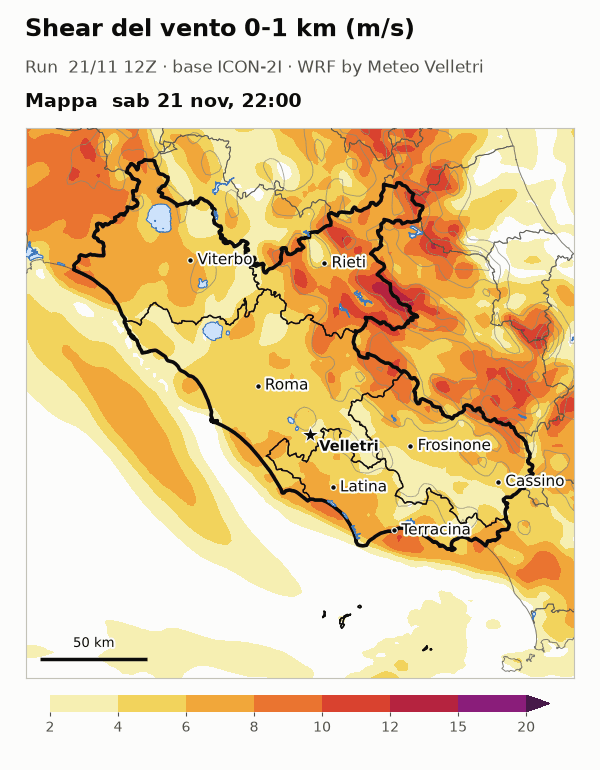 Shear del vento 0-1 km (m/s)
Run  21/11 12Z · base ICON-2I · WRF by Meteo Velletri
Mappa  sab 21 nov, 22:00
Viterbo
Rieti
Roma
Velletri
Frosinone
Latina
Cassino
Terracina
50 km
2 4 6 8 10 12 15 20